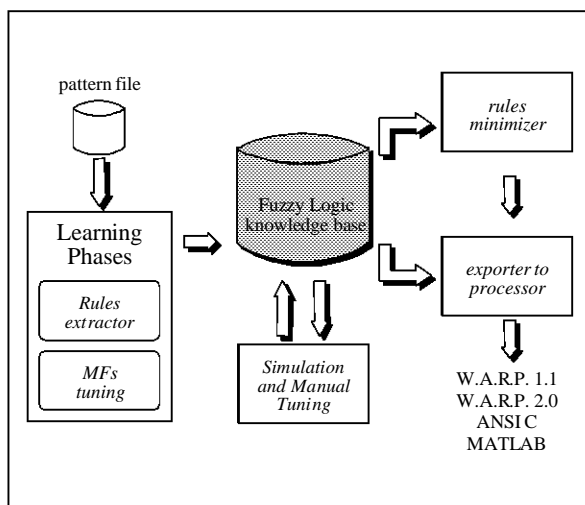 pattern file
Learning
Phases
Rules
extractor
MFs
tuning
Fuzzy Logic
knowledge base
Simulation
and Manual
Tuning
rules
minimizer
exporter to
processor
W.A.R.P. 1.1
W.A.R.P. 2.0
ANSI C
MATLAB